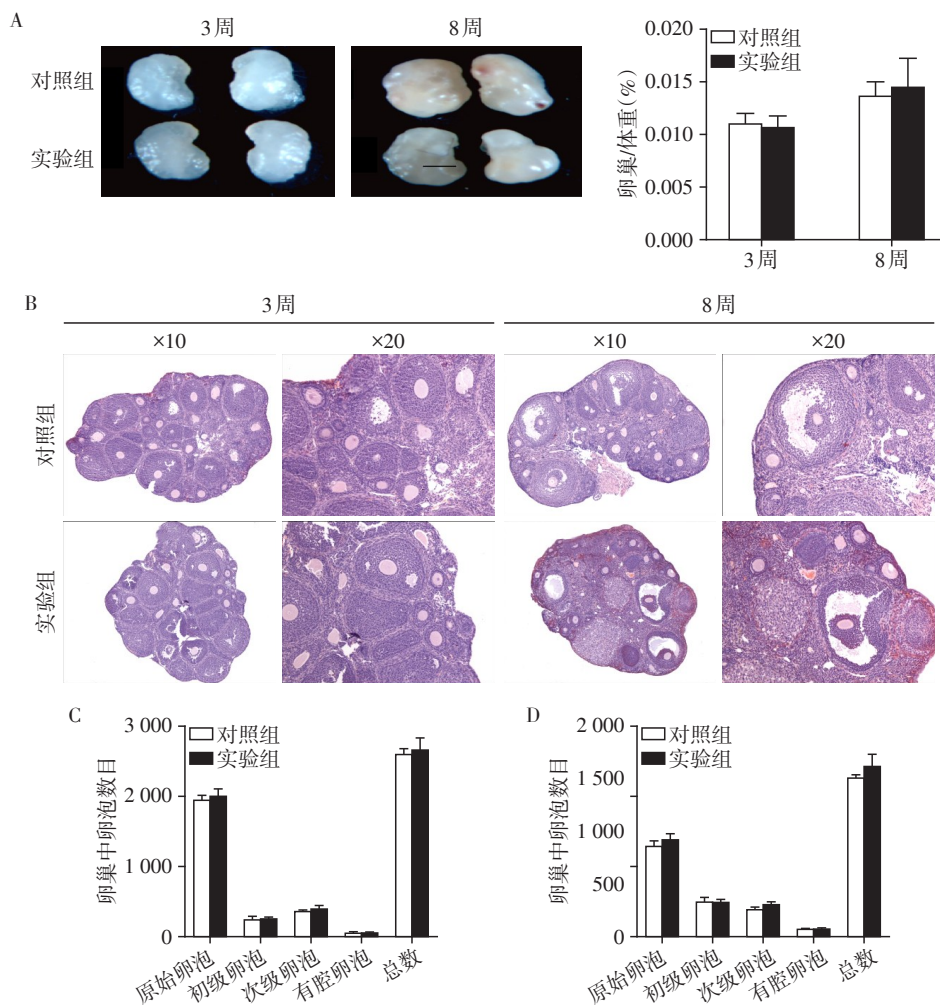 A
3周
8周
对照组
实验组
卵巢/体重(%)
0.020
0.015
0.010
0.005
0.000
对照组
实验组
3周
8周
B
3周
8周
×10
×20
×10
×20
对照组
实验组
C
卵巢中卵泡数目
3 000
2 000
1 000
0
对照组
实验组
原始卵泡
初级卵泡
次级卵泡
有腔卵泡
总数
D
卵巢中卵泡数目
2 000
1 500
1 000
500
0
对照组
实验组
原始卵泡
初级卵泡
次级卵泡
有腔卵泡
总数